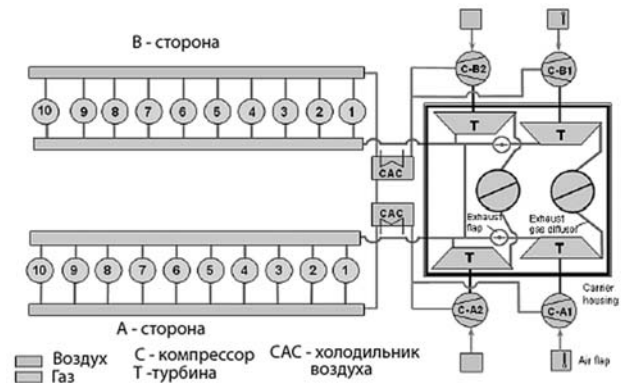 В - сторона
C-B2
C-B1
10 9 8 7 6 5 4 3 2 1
T
T
CAC
CAC
Exhaust
flap
Exhaust
gas diffusor
T
T
10 9 8 7 6 5 4 3 2 1
Carrier
housing
C-A2
C-A1
А - сторона
Воздух
Газ
С - компрессор
Т -турбина
САС - холодильник
воздуха
Air flap